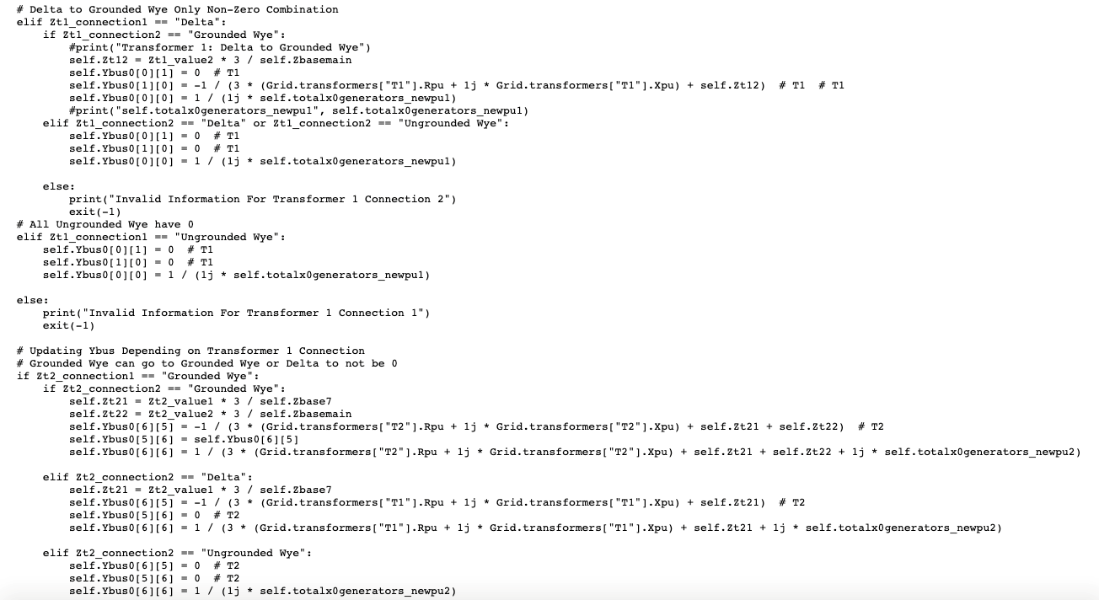 # Delta to Grounded Wye Only Non-Zero Combination
elif Zt1_connection1 == "Delta":
if Zt1_connection2 == "Grounded Wye":
#print("Transformer 1: Delta to Grounded Wye")
self.Zt12 = Zt1_value2 * 3 / self.Zbasemain
self.Ybus0[0][1] = 0  # T1
self.Ybus0[1][0] = -1 / (3 * (Grid.transformers["T1"].Rpu + 1j * Grid.transformers["T1"].Xpu) + self.Zt12)  # T1  # T1
self.Ybus0[0][0] = 1 / (1j * self.totalx0generators_newpu1)
#print("self.totalx0generators_newpu1", self.totalx0generators_newpu1)
elif Zt1_connection2 == "Delta" or Zt1_connection2 == "Ungrounded Wye":
self.Ybus0[0][1] = 0  # T1
self.Ybus0[1][0] = 0  # T1
self.Ybus0[0][0] = 1 / (1j * self.totalx0generators_newpu1)
else:
print("Invalid Information For Transformer 1 Connection 2")
exit(-1)
# All Ungrounded Wye have 0
elif Zt1_connection1 == "Ungrounded Wye":
self.Ybus0[0][1] = 0  # T1
self.Ybus0[1][0] = 0  # T1
self.Ybus0[0][0] = 1 / (1j * self.totalx0generators_newpu1)
else:
print("Invalid Information For Transformer 1 Connection 1")
exit(-1)
# Updating Ybus Depending on Transformer 1 Connection
# Grounded Wye can go to Grounded Wye or Delta to not be 0
if Zt2_connection1 == "Grounded Wye":
if Zt2_connection2 == "Grounded Wye":
self.Zt21 = Zt2_value1 * 3 / self.Zbase7
self.Zt22 = Zt2_value2 * 3 / self.Zbasemain
self.Ybus0[6][5] = -1 / (3 * (Grid.transformers["T2"].Rpu + 1j * Grid.transformers["T2"].Xpu) + self.Zt21 + self.Zt22)  # T2
self.Ybus0[5][6] = self.Ybus0[6][5]
self.Ybus0[6][6] = 1 / (3 * (Grid.transformers["T2"].Rpu + 1j * Grid.transformers["T2"].Xpu) + self.Zt21 + self.Zt22 + 1j * self.totalx0generators_newpu2)
elif Zt2_connection2 == "Delta":
self.Zt21 = Zt2_value1 * 3 / self.Zbase7
self.Ybus0[6][5] = -1 / (3 * (Grid.transformers["T1"].Rpu + 1j * Grid.transformers["T1"].Xpu) + self.Zt21)  # T2
self.Ybus0[5][6] = 0  # T2
self.Ybus0[6][6] = 1 / (3 * (Grid.transformers["T1"].Rpu + 1j * Grid.transformers["T1"].Xpu) + self.Zt21 + 1j * self.totalx0generators_newpu2)
elif Zt2_connection2 == "Ungrounded Wye":
self.Ybus0[6][5] = 0  # T2
self.Ybus0[5][6] = 0  # T2
self.Ybus0[6][6] = 1 / (1j * self.totalx0generators_newpu2)